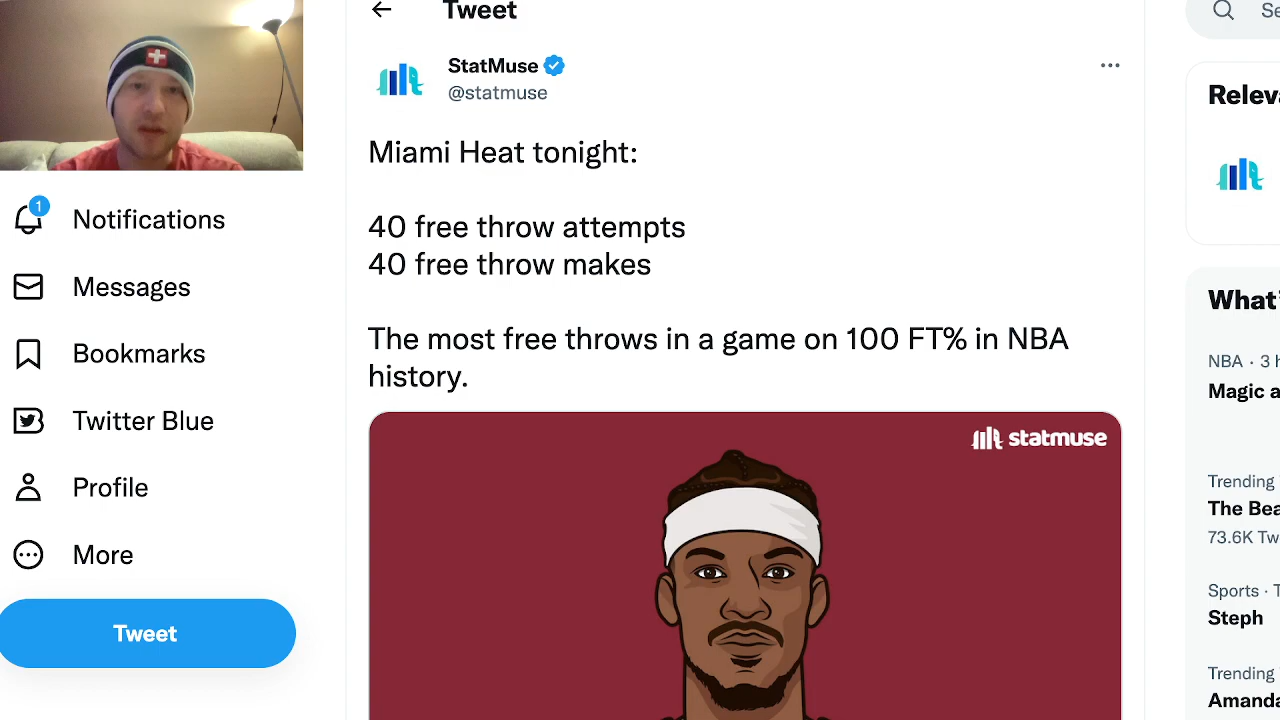 Tweet
Se
StatMuse
@statmuse
Miami Heat tonight:
40 free throw attempts
40 free throw makes
The most free throws in a game on 100 FT% in NBA
history.
statmuse
1
Notifications
Messages
Bookmarks
Twitter Blue
Profile
More
Tweet
Releva
What'
NBA · 3 h
Magic a
Trending
The Bea
73.6K Tw
Sports · T
Steph
Trending
Amanda